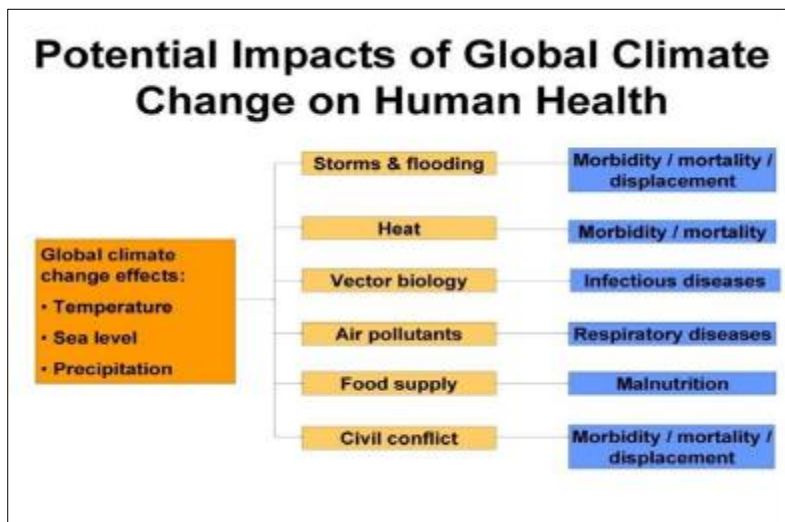 Potential Impacts of Global Climate
Change on Human Health
Global climate
change effects:
• Temperature
• Sea level
• Precipitation
Storms & flooding
Morbidity / mortality /
displacement
Heat
Morbidity / mortality
Vector biology
Infectious diseases
Air pollutants
Respiratory diseases
Food supply
Malnutrition
Civil conflict
Morbidity / mortality /
displacement